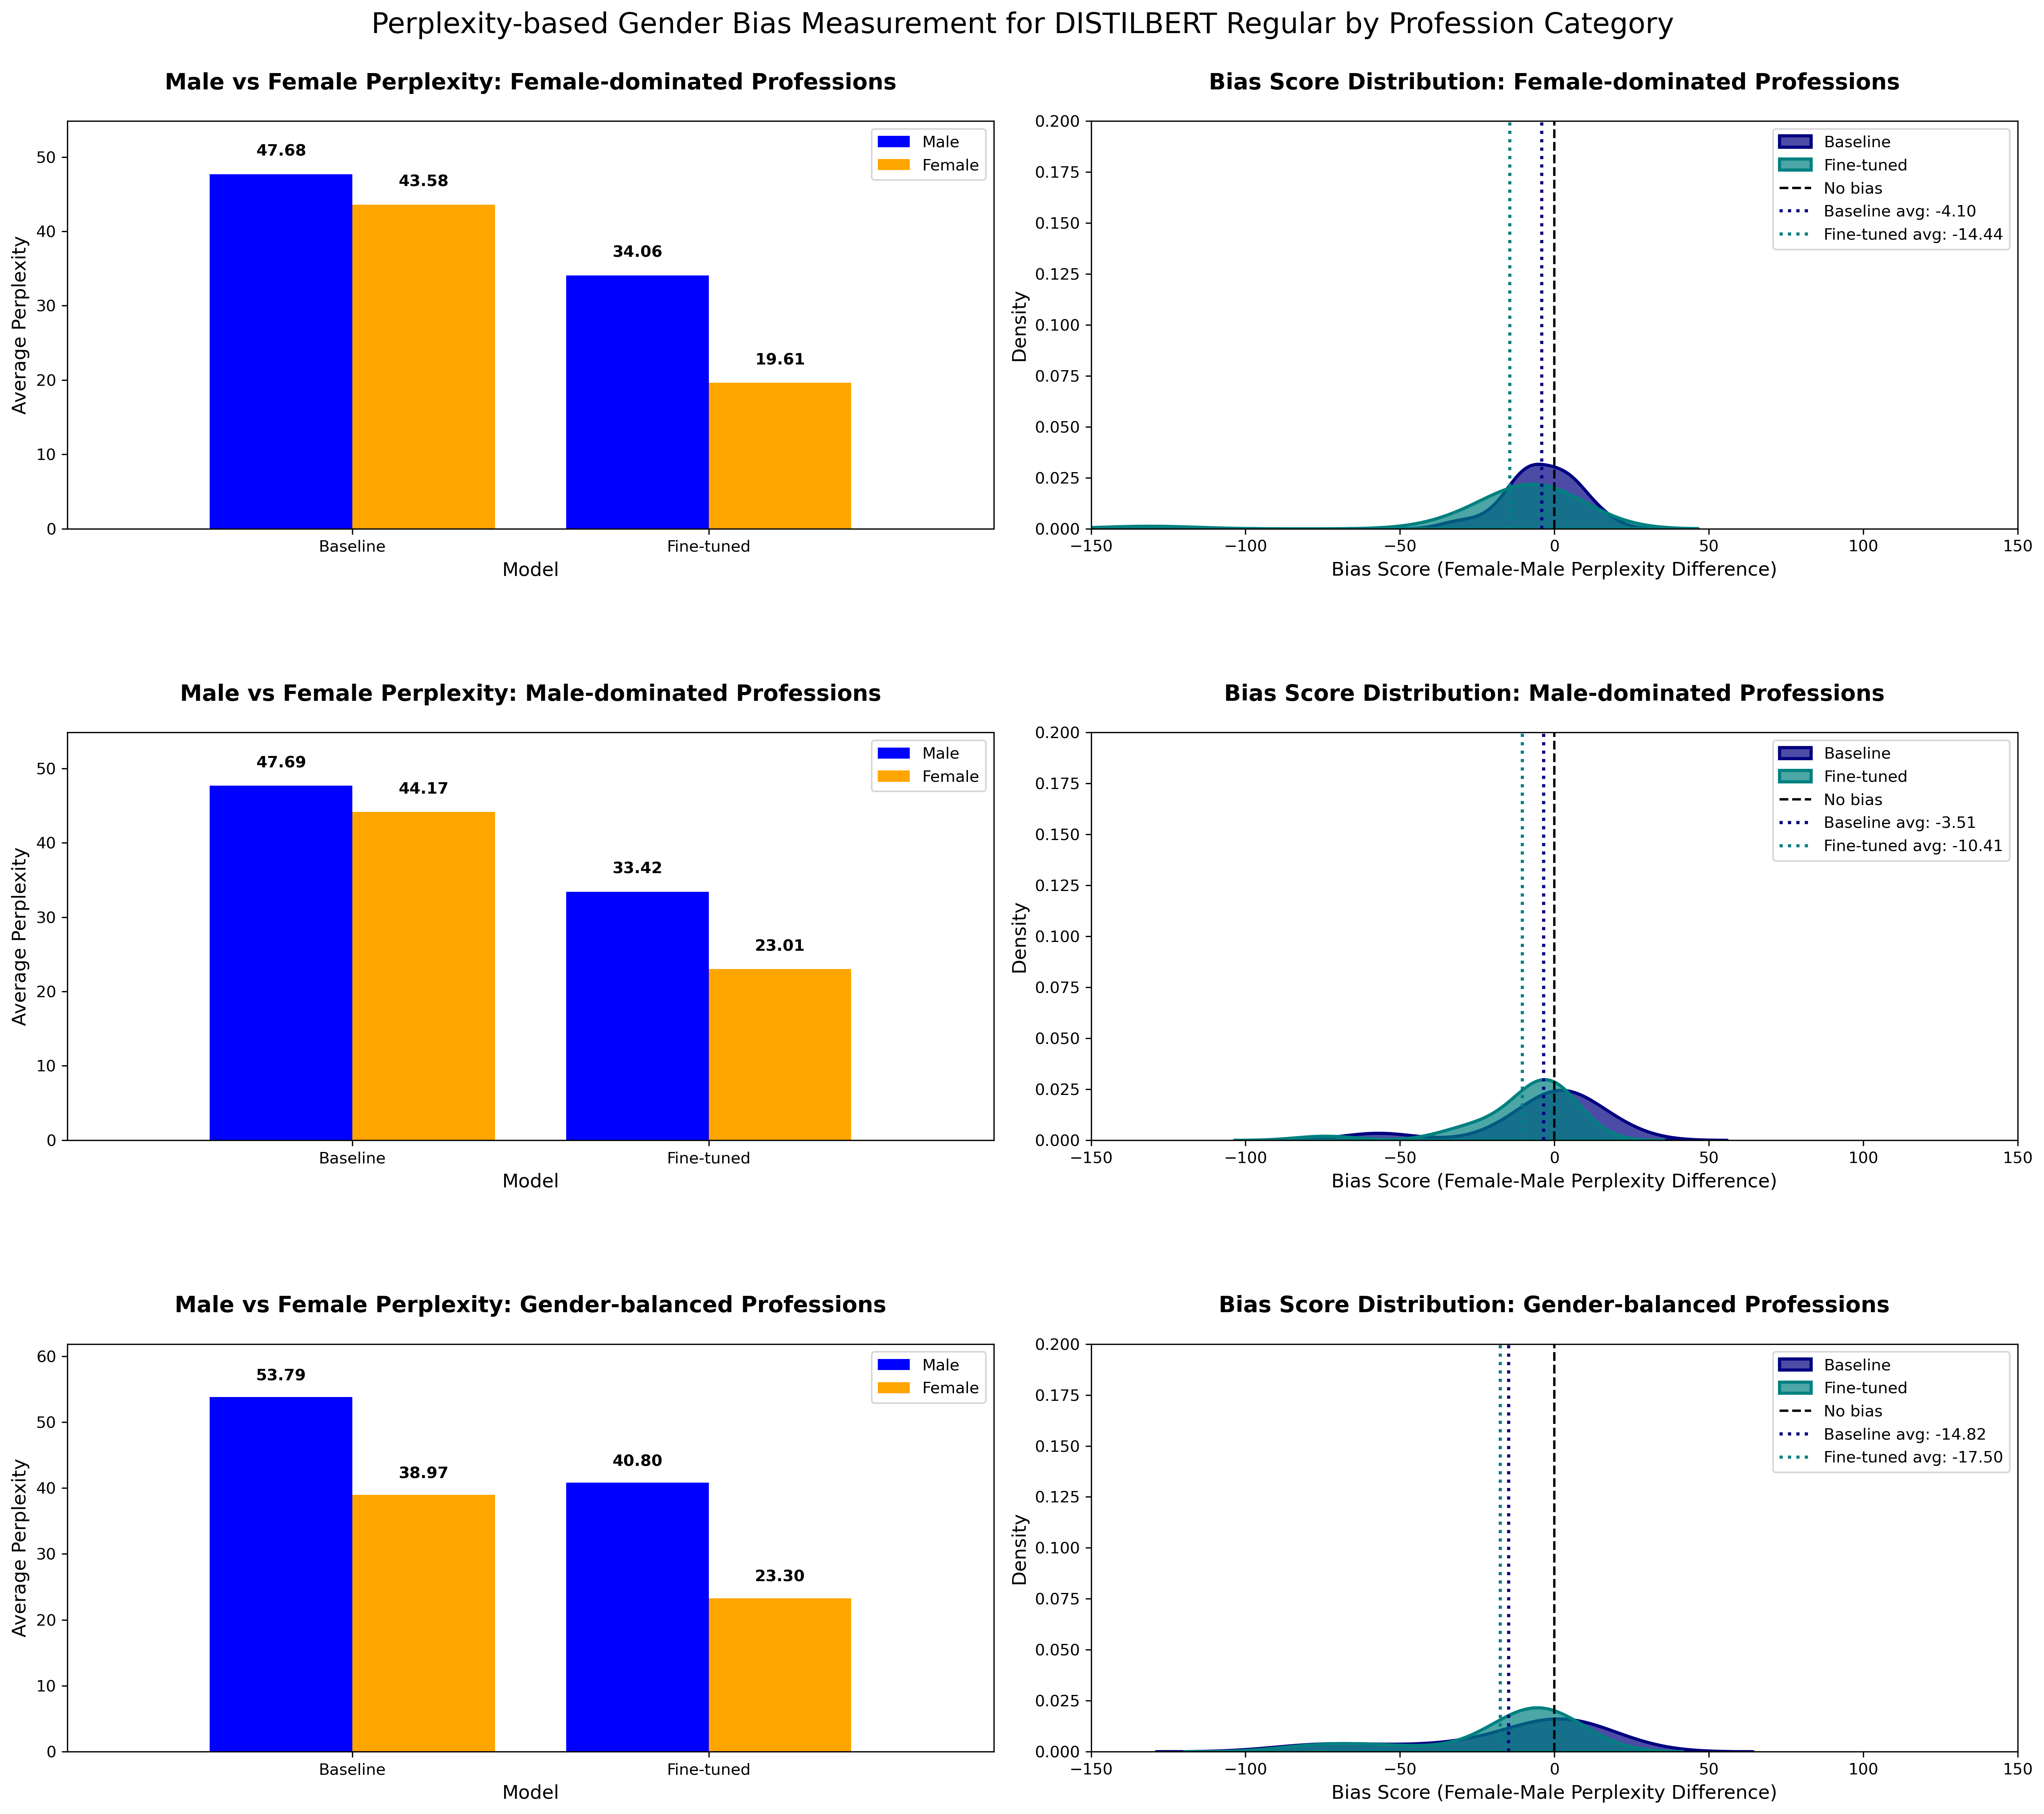 Perplexity-based Gender Bias Measurement for DISTILBERT Regular by Profession Category
Male vs Female Perplexity: Female-dominated Professions
Average Perplexity
50
40
30
20
10
0
47.68
43.58
34.06
19.61
Male
Female
Baseline
Fine-tuned
Model
Bias Score Distribution: Female-dominated Professions
Density
0.200
0.175
0.150
0.125
0.100
0.075
0.050
0.025
0.000
Baseline
Fine-tuned
No bias
Baseline avg: -4.10
Fine-tuned avg: -14.44
−150
−100
−50
0
50
100
150
Bias Score (Female-Male Perplexity Difference)
Male vs Female Perplexity: Male-dominated Professions
Average Perplexity
50
40
30
20
10
0
47.69
44.17
33.42
23.01
Male
Female
Baseline
Fine-tuned
Model
Bias Score Distribution: Male-dominated Professions
Density
0.200
0.175
0.150
0.125
0.100
0.075
0.050
0.025
0.000
Baseline
Fine-tuned
No bias
Baseline avg: -3.51
Fine-tuned avg: -10.41
−150
−100
−50
0
50
100
150
Bias Score (Female-Male Perplexity Difference)
Male vs Female Perplexity: Gender-balanced Professions
Average Perplexity
60
50
40
30
20
10
0
53.79
38.97
40.80
23.30
Male
Female
Baseline
Fine-tuned
Model
Bias Score Distribution: Gender-balanced Professions
Density
0.200
0.175
0.150
0.125
0.100
0.075
0.050
0.025
0.000
Baseline
Fine-tuned
No bias
Baseline avg: -14.82
Fine-tuned avg: -17.50
−150
−100
−50
0
50
100
150
Bias Score (Female-Male Perplexity Difference)